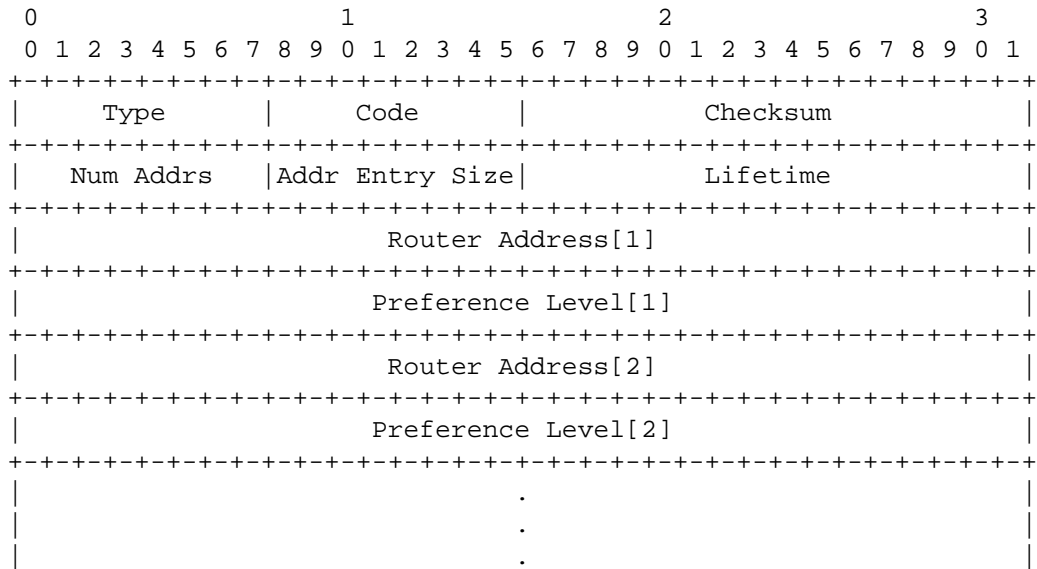 0                   1                   2                   3
 0 1 2 3 4 5 6 7 8 9 0 1 2 3 4 5 6 7 8 9 0 1 2 3 4 5 6 7 8 9 0 1
+-+-+-+-+-+-+-+-+-+-+-+-+-+-+-+-+-+-+-+-+-+-+-+-+-+-+-+-+-+-+-+-+
|     Type      |     Code      |           Checksum            |
+-+-+-+-+-+-+-+-+-+-+-+-+-+-+-+-+-+-+-+-+-+-+-+-+-+-+-+-+-+-+-+-+
|   Num Addrs   |Addr Entry Size|           Lifetime            |
+-+-+-+-+-+-+-+-+-+-+-+-+-+-+-+-+-+-+-+-+-+-+-+-+-+-+-+-+-+-+-+-+
|                       Router Address[1]                       |
+-+-+-+-+-+-+-+-+-+-+-+-+-+-+-+-+-+-+-+-+-+-+-+-+-+-+-+-+-+-+-+-+
|                      Preference Level[1]                      |
+-+-+-+-+-+-+-+-+-+-+-+-+-+-+-+-+-+-+-+-+-+-+-+-+-+-+-+-+-+-+-+-+
|                       Router Address[2]                       |
+-+-+-+-+-+-+-+-+-+-+-+-+-+-+-+-+-+-+-+-+-+-+-+-+-+-+-+-+-+-+-+-+
|                      Preference Level[2]                      |
+-+-+-+-+-+-+-+-+-+-+-+-+-+-+-+-+-+-+-+-+-+-+-+-+-+-+-+-+-+-+-+-+
|                               .                               |
|                               .                               |
|                               .                               |